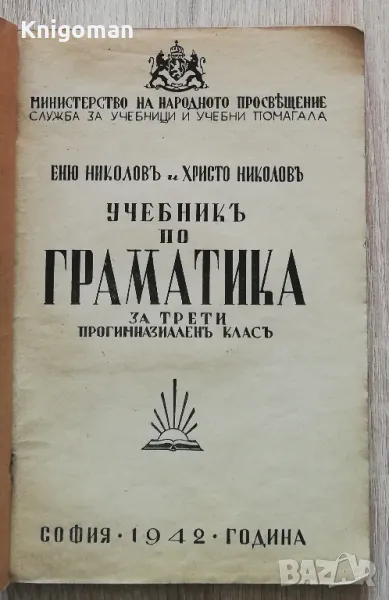 Knigoman
МИНИСТЕРСТВО НА НАРОДНОТО ПРОСВѢЩЕНИЕ
СЛУЖБА ЗА УЧЕБНИЦИ И УЧЕБНИ ПОМАГАЛА
ЕНЮ НИКОЛОВЪ и ХРИСТО НИКОЛОВЪ
УЧЕБНИКЪ
ПО
ГРАМАТИКА
ЗА ТРЕТИ
ПРОГИМНАЗИАЛЕНЪ КЛАСЪ
СОФИЯ · 1942 · ГОДИНА
BAZAR